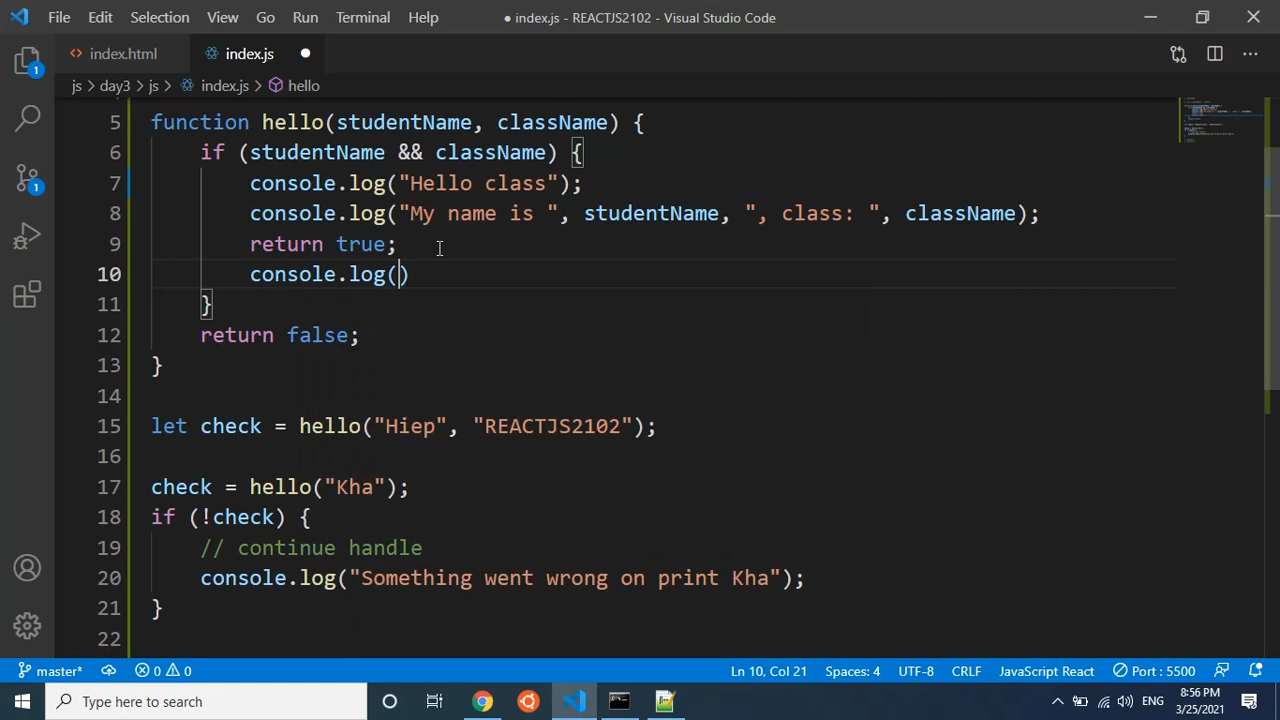 File Edit Selection View Go Run Terminal Help ● index.js - REACTJS2102 - Visual Studio Code
index.html index.js
js > day3 > js > index.js > hello
5 function hello(studentName, className) {
6 if (studentName && className) {
7 console.log("Hello class");
8 console.log("My name is ", studentName, ", class: ", className);
9 return true;
10 console.log()
11 }
12 return false;
13 }
14
15 let check = hello("Hiep", "REACTJS2102");
16
17 check = hello("Kha");
18 if (!check) {
19 // continue handle
20 console.log("Something went wrong on print Kha");
21 }
22
1
1
master* 0 0 Ln 10, Col 21 Spaces: 4 UTF-8 CRLF JavaScript React Port : 5500
Type here to search ENG 8:56 PM
3/25/2021